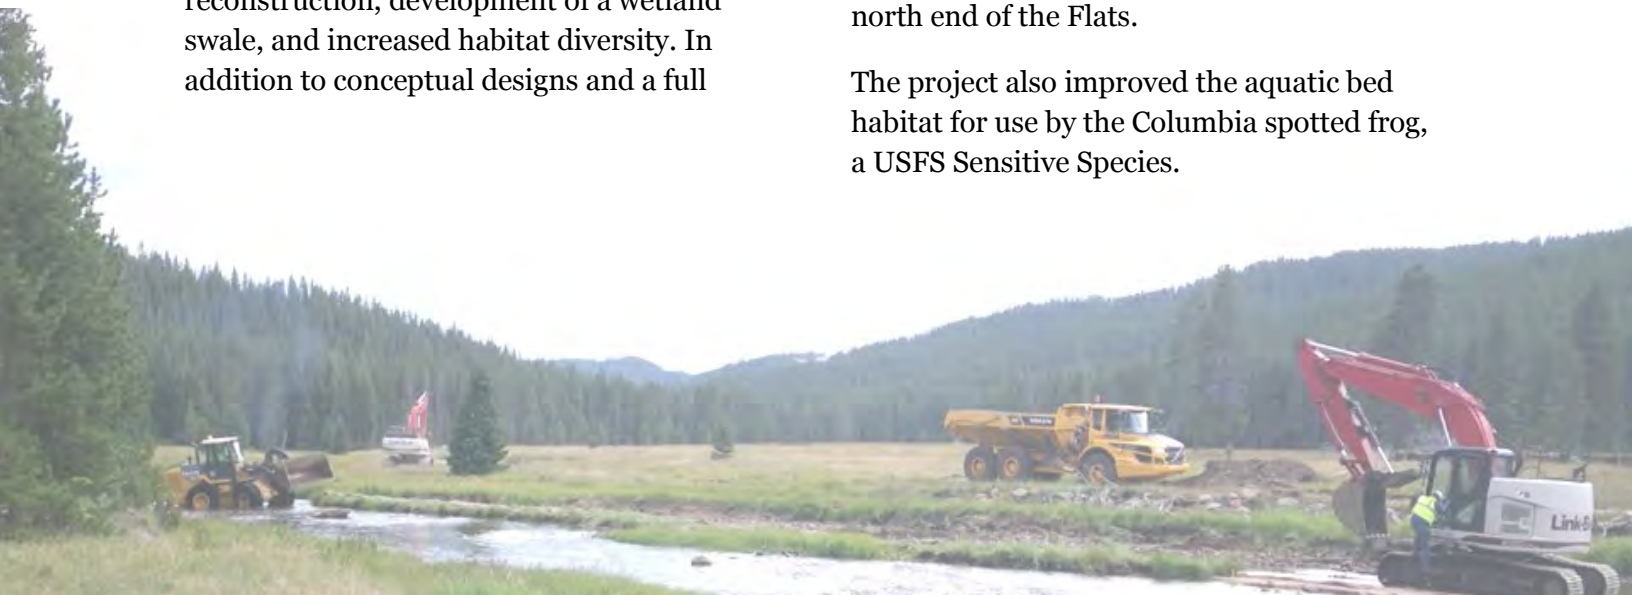 reconstruction, development of a wetland
swale, and increased habitat diversity. In
addition to conceptual designs and a full
north end of the Flats.
The project also improved the aquatic bed
habitat for use by the Columbia spotted frog,
a USFS Sensitive Species.